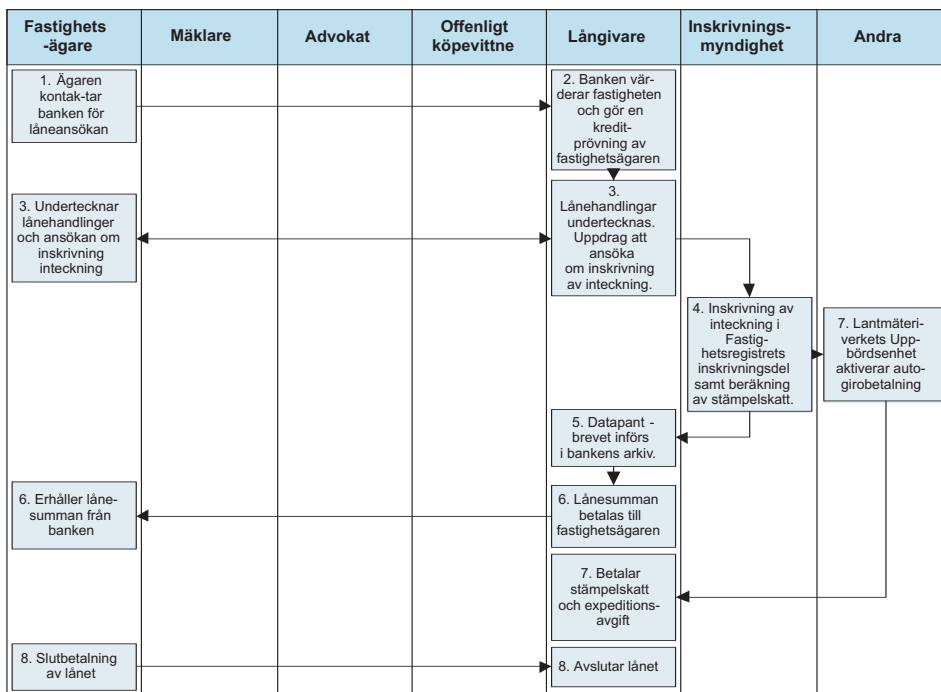 Fastighets
-ägare
Mäklare
Advokat
Offenligt
köpevittne
Långivare
Inskrivnings-
myndighet
Andra
1. Ägaren
kontak-tar
banken för
låneansökan
2. Banken vär-
derar fastigheten
och gör en
kredit-
prövning av
fastighetsägaren
3. Undertecknar
lånehandlinger
och ansökan om
inskrivning
inteckning
3.
Lånehandlingar
undertecknas.
Uppdrag att
ansöka
om inskrivning
av inteckning.
4. Inskrivning av
inteckning i
Fastig-
hetsregistrets
inskrivningsdel
samt beräkning
av stämpelskatt.
7. Lantmäteri-
verkets Upp-
bördsenhet
aktiverar auto-
girobetalning
5. Datapant -
brevet införs
i bankens arkiv.
6. Erhåller låne-
summan från
banken
6. Lånesumman
betalas till
fastighetsägaren
7. Betalar
stämpelskatt
och expeditions-
avgift
8. Slutbetalning
av lånet
8. Avslutar lånet